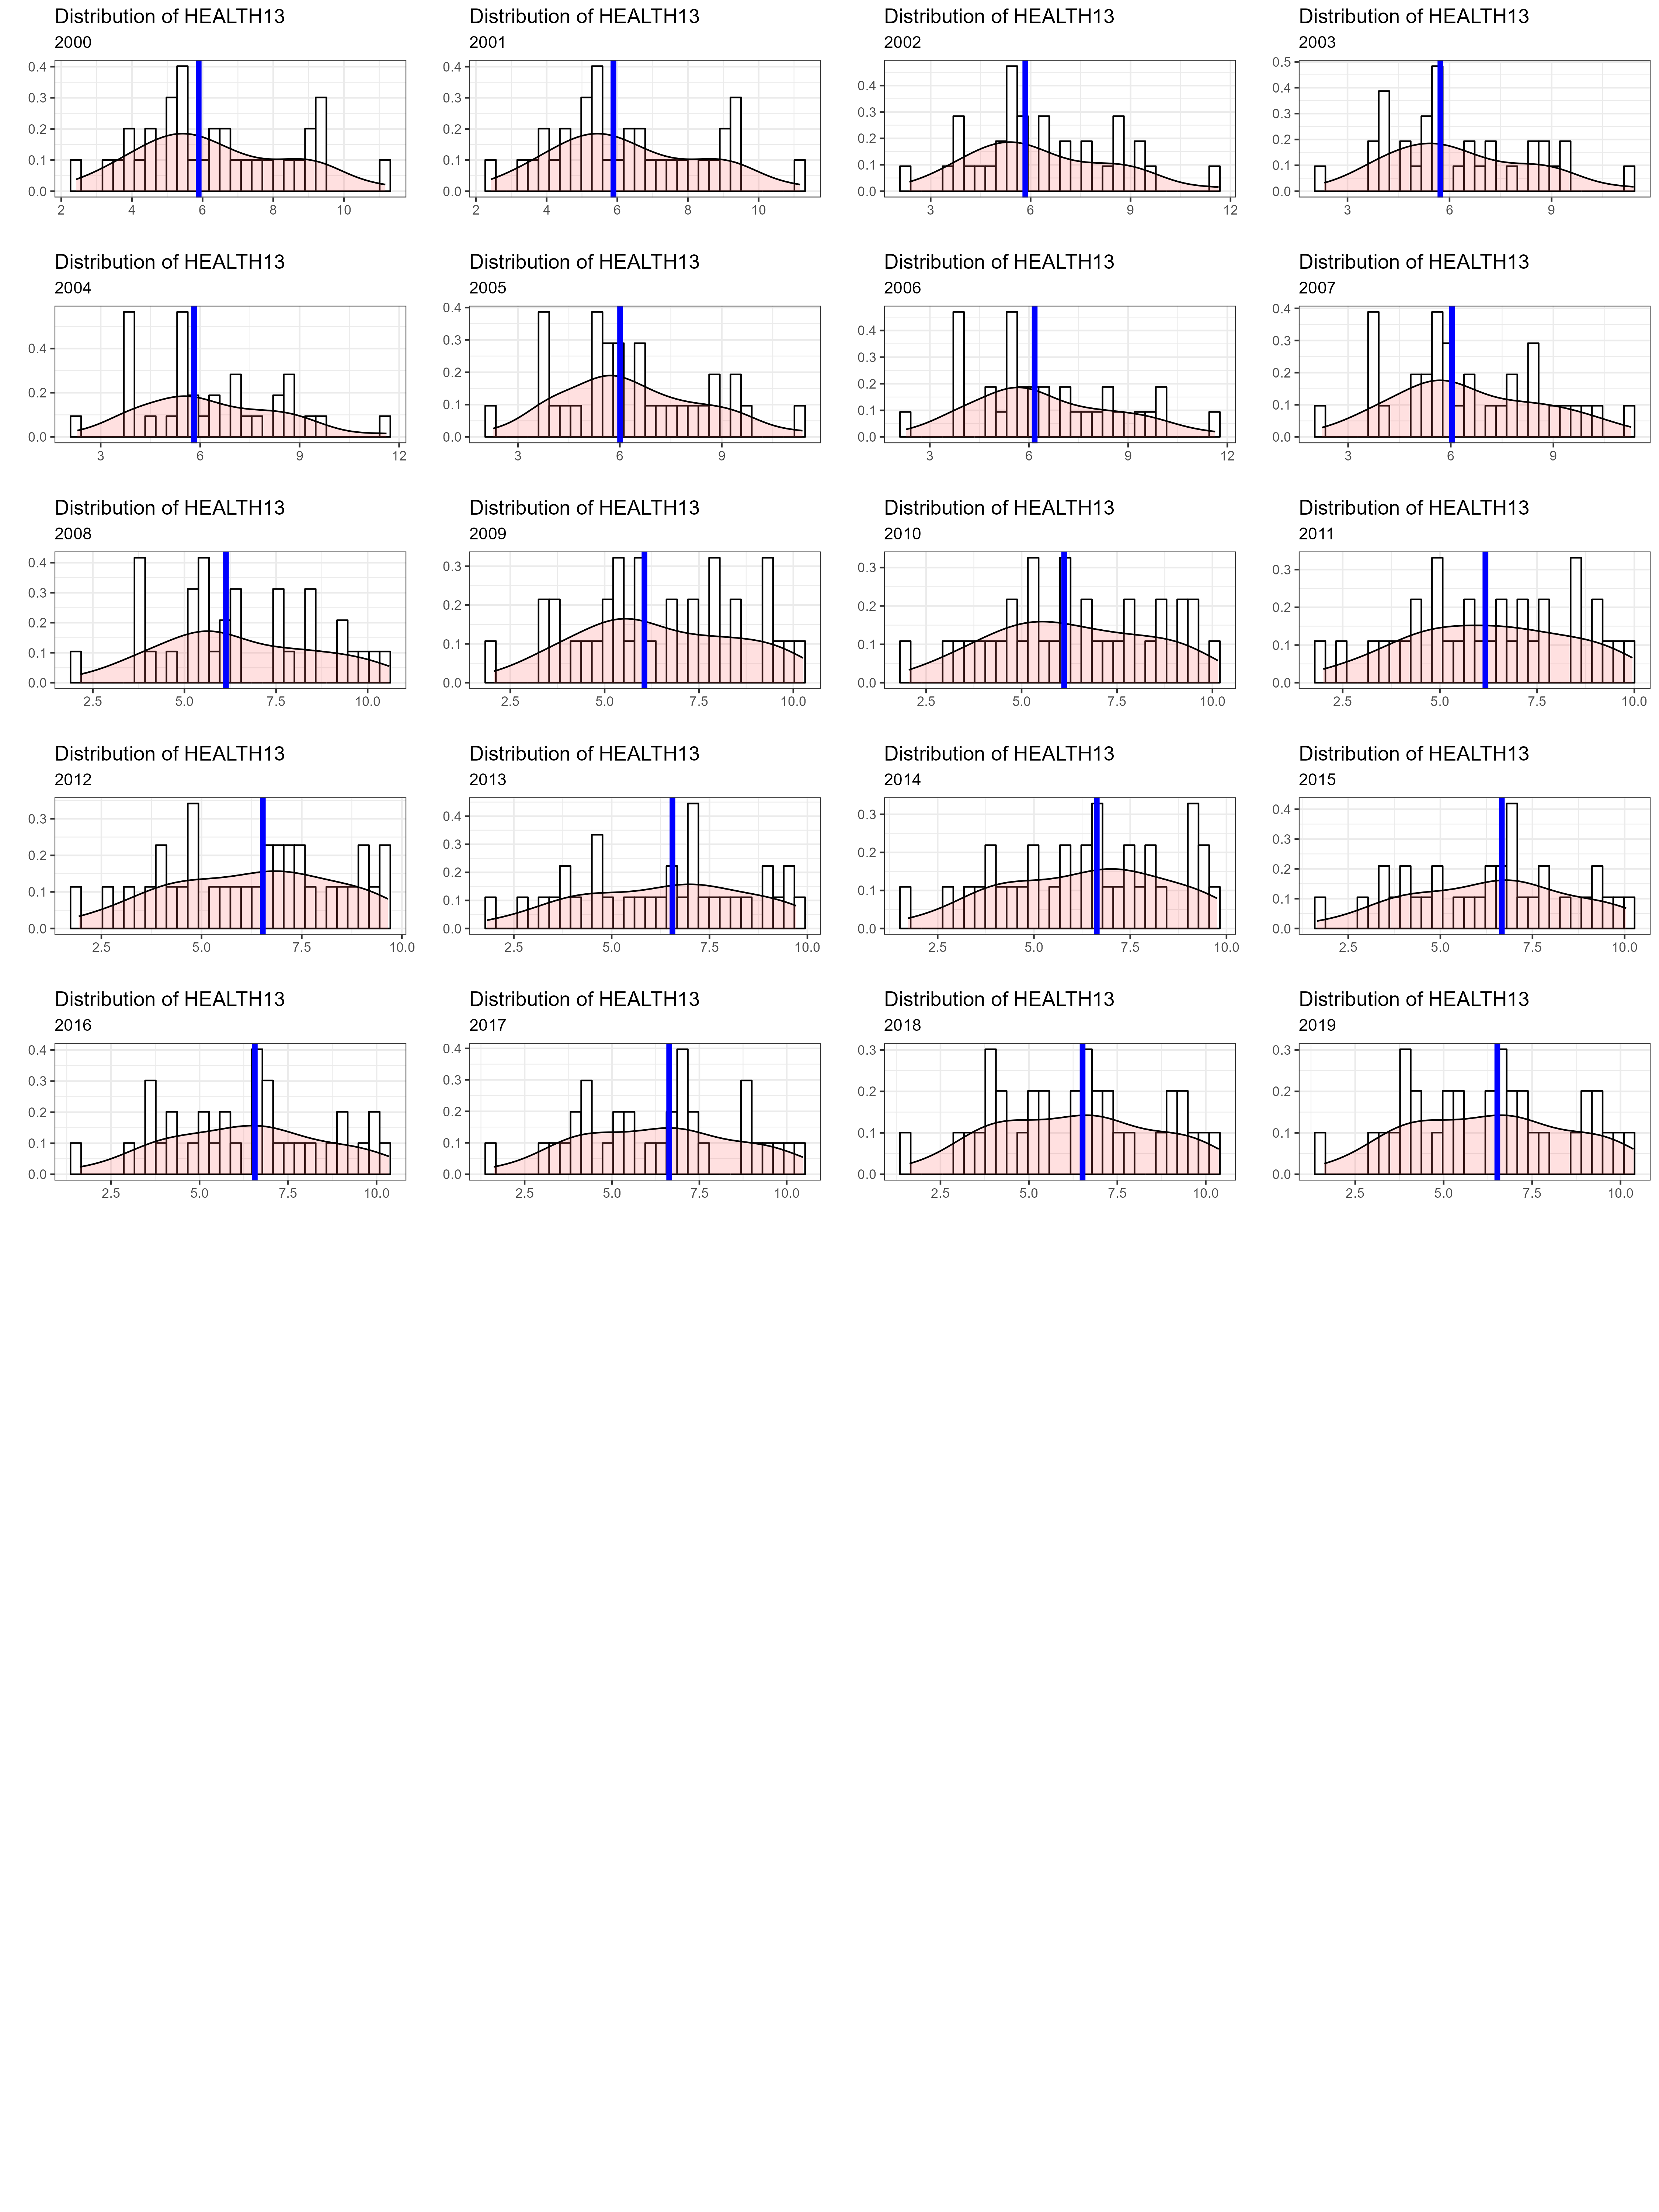 Distribution of HEALTH13 Distribution of HEALTH13 Distribution of HEALTH13 Distribution of HEALTH13
2000 2001 2002 2003
0.4 0.4 0.4 0.5
0.3 0.3 0.3 0.4
0.2 0.2 0.2 0.3
0.1 0.1 0.1 0.2
0.0 0.0 0.0 0.1
0.0
2 4 6 8 10 2 4 6 8 10 3 6 9 12 3 6 9
Distribution of HEALTH13 Distribution of HEALTH13 Distribution of HEALTH13 Distribution of HEALTH13
2004 2005 2006 2007
0.4 0.4 0.4 0.4
0.2 0.3 0.3 0.3
0.0 0.2 0.2 0.2
0.1 0.1 0.1
0.0 0.0 0.0
3 6 9 12 3 6 9 3 6 9 12 3 6 9
Distribution of HEALTH13 Distribution of HEALTH13 Distribution of HEALTH13 Distribution of HEALTH13
2008 2009 2010 2011
0.4 0.3 0.3 0.3
0.3 0.2 0.2 0.2
0.2 0.1 0.1 0.1
0.1 0.0 0.0 0.0
0.0
2.5 5.0 7.5 10.0 2.5 5.0 7.5 10.0 2.5 5.0 7.5 10.0 2.5 5.0 7.5 10.0
Distribution of HEALTH13 Distribution of HEALTH13 Distribution of HEALTH13 Distribution of HEALTH13
2012 2013 2014 2015
0.3 0.4 0.3 0.4
0.2 0.3 0.2 0.3
0.1 0.2 0.1 0.2
0.0 0.1 0.0 0.1
0.0 0.0
2.5 5.0 7.5 10.0 2.5 5.0 7.5 10.0 2.5 5.0 7.5 10.0 2.5 5.0 7.5 10.0
Distribution of HEALTH13 Distribution of HEALTH13 Distribution of HEALTH13 Distribution of HEALTH13
2016 2017 2018 2019
0.4 0.4 0.3 0.3
0.3 0.3 0.2 0.2
0.2 0.2 0.1 0.1
0.1 0.1 0.0 0.0
0.0 0.0
2.5 5.0 7.5 10.0 2.5 5.0 7.5 10.0 2.5 5.0 7.5 10.0 2.5 5.0 7.5 10.0